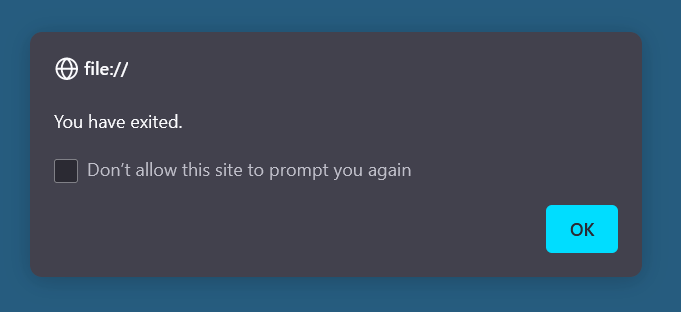 file://
You have exited.
Don’t allow this site to prompt you again
OK